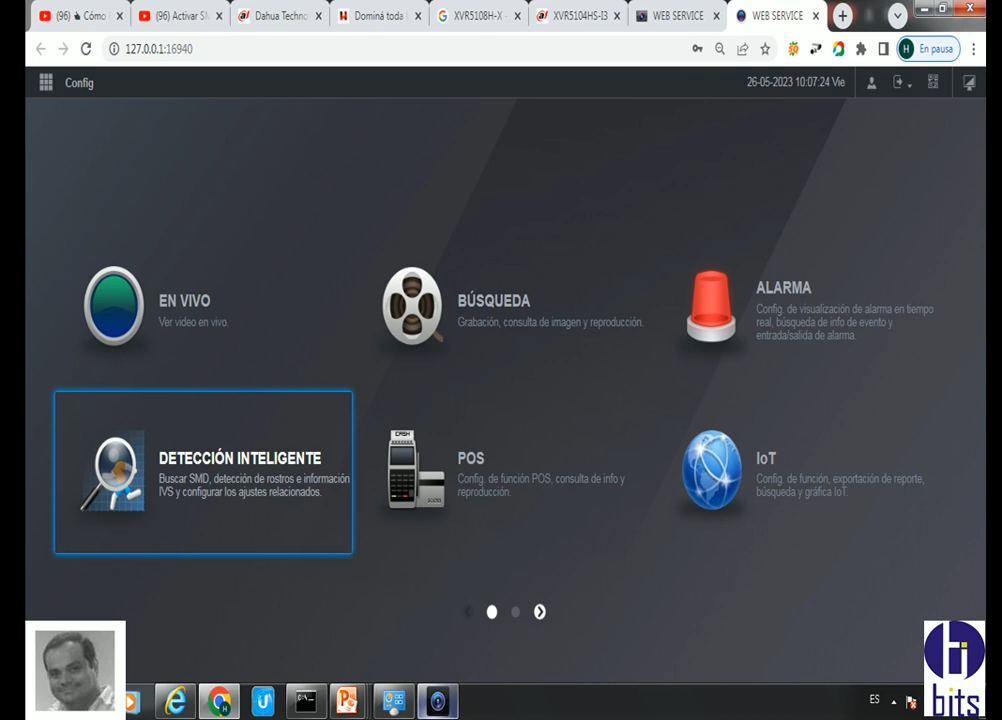 (96) Cómo
(96) Activar SM
Dahua Techno
Dominá toda
XVR5108H-X -
XVR5104HS-I3
WEB SERVICE
WEB SERVICE
127.0.0.1:16940
H
En pausa
Config
26-05-2023 10:07:24 Vie
EN VIVO
Ver video en vivo.
BÚSQUEDA
Grabación, consulta de imagen y reproducción.
ALARMA
Config. de visualización de alarma en tiempo
real, búsqueda de info de evento y
entrada/salida de alarma.
DETECCIÓN INTELIGENTE
Buscar SMD, detección de rostros e información
IVS y configurar los ajustes relacionados.
CASH
POS
Config. de función POS, consulta de info y
reproducción.
IoT
Config. de función, exportación de reporte,
búsqueda y gráfica IoT.
ES
bits